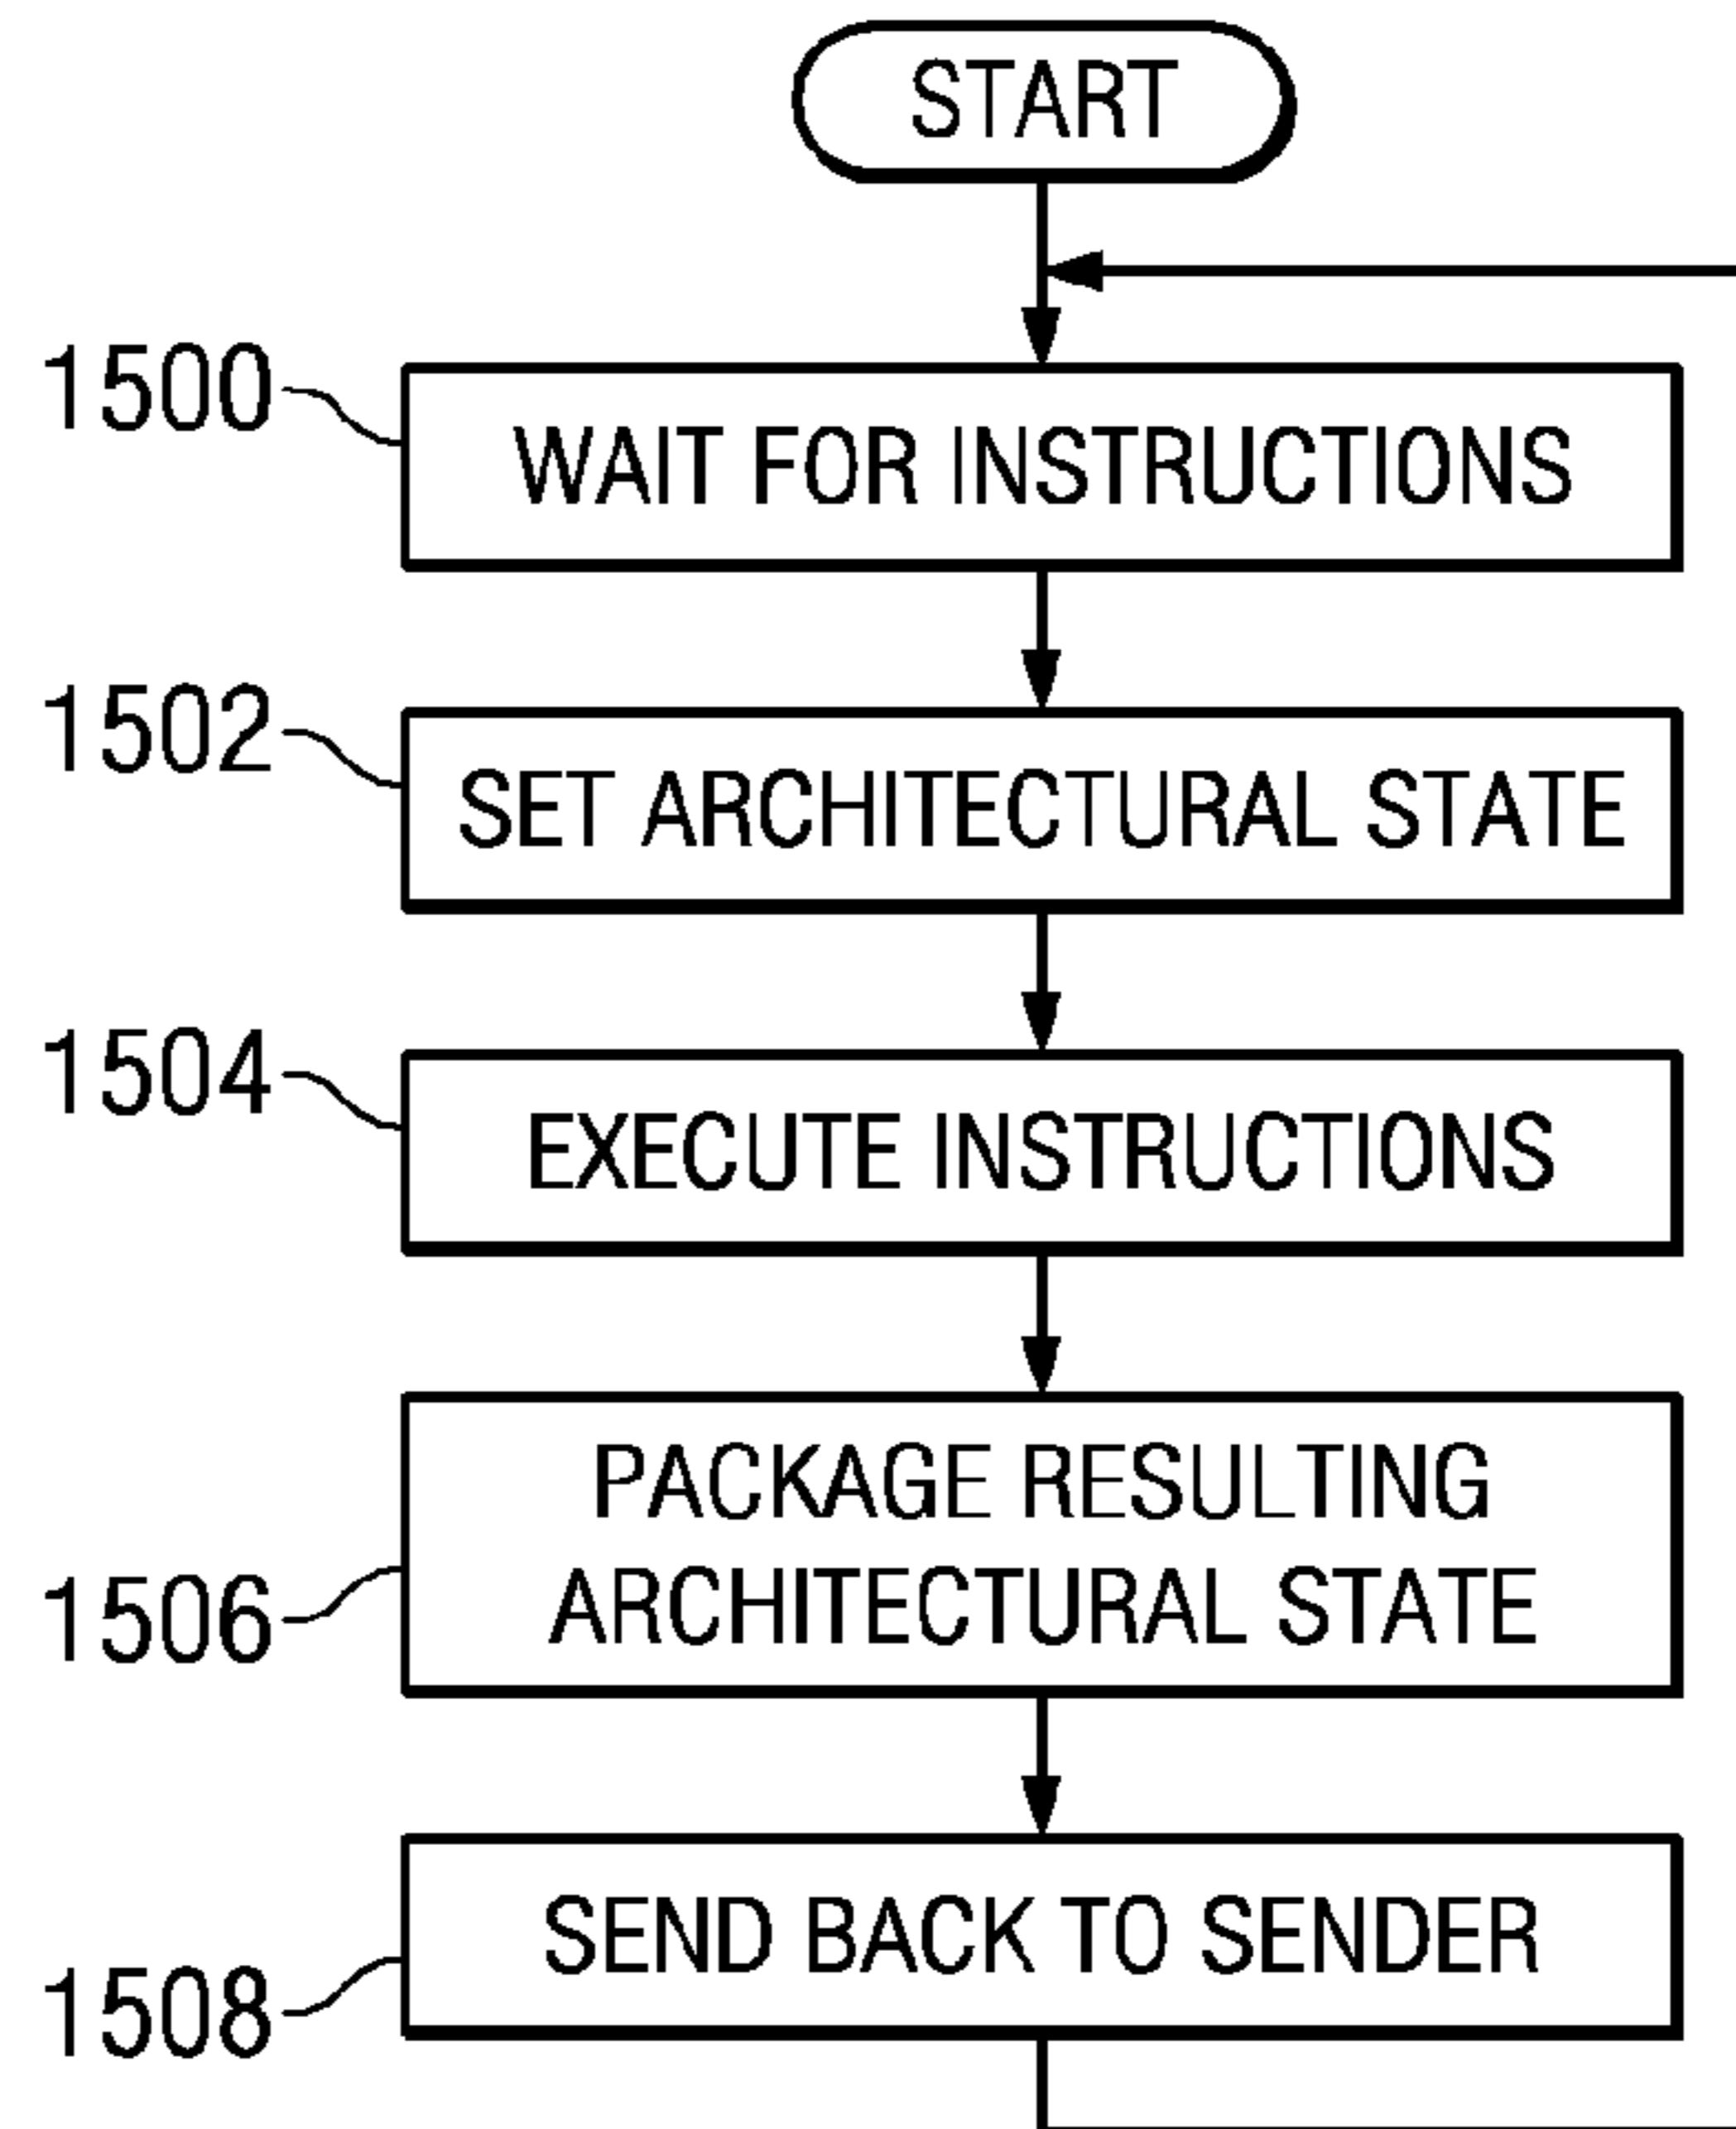 START
1500
WAIT FOR INSTRUCTIONS
1502
SET ARCHITECTURAL STATE
1504
EXECUTE INSTRUCTIONS
PACKAGE RESULTING
ARCHITECTURAL STATE
1506
SEND BACK TO SENDER
1508